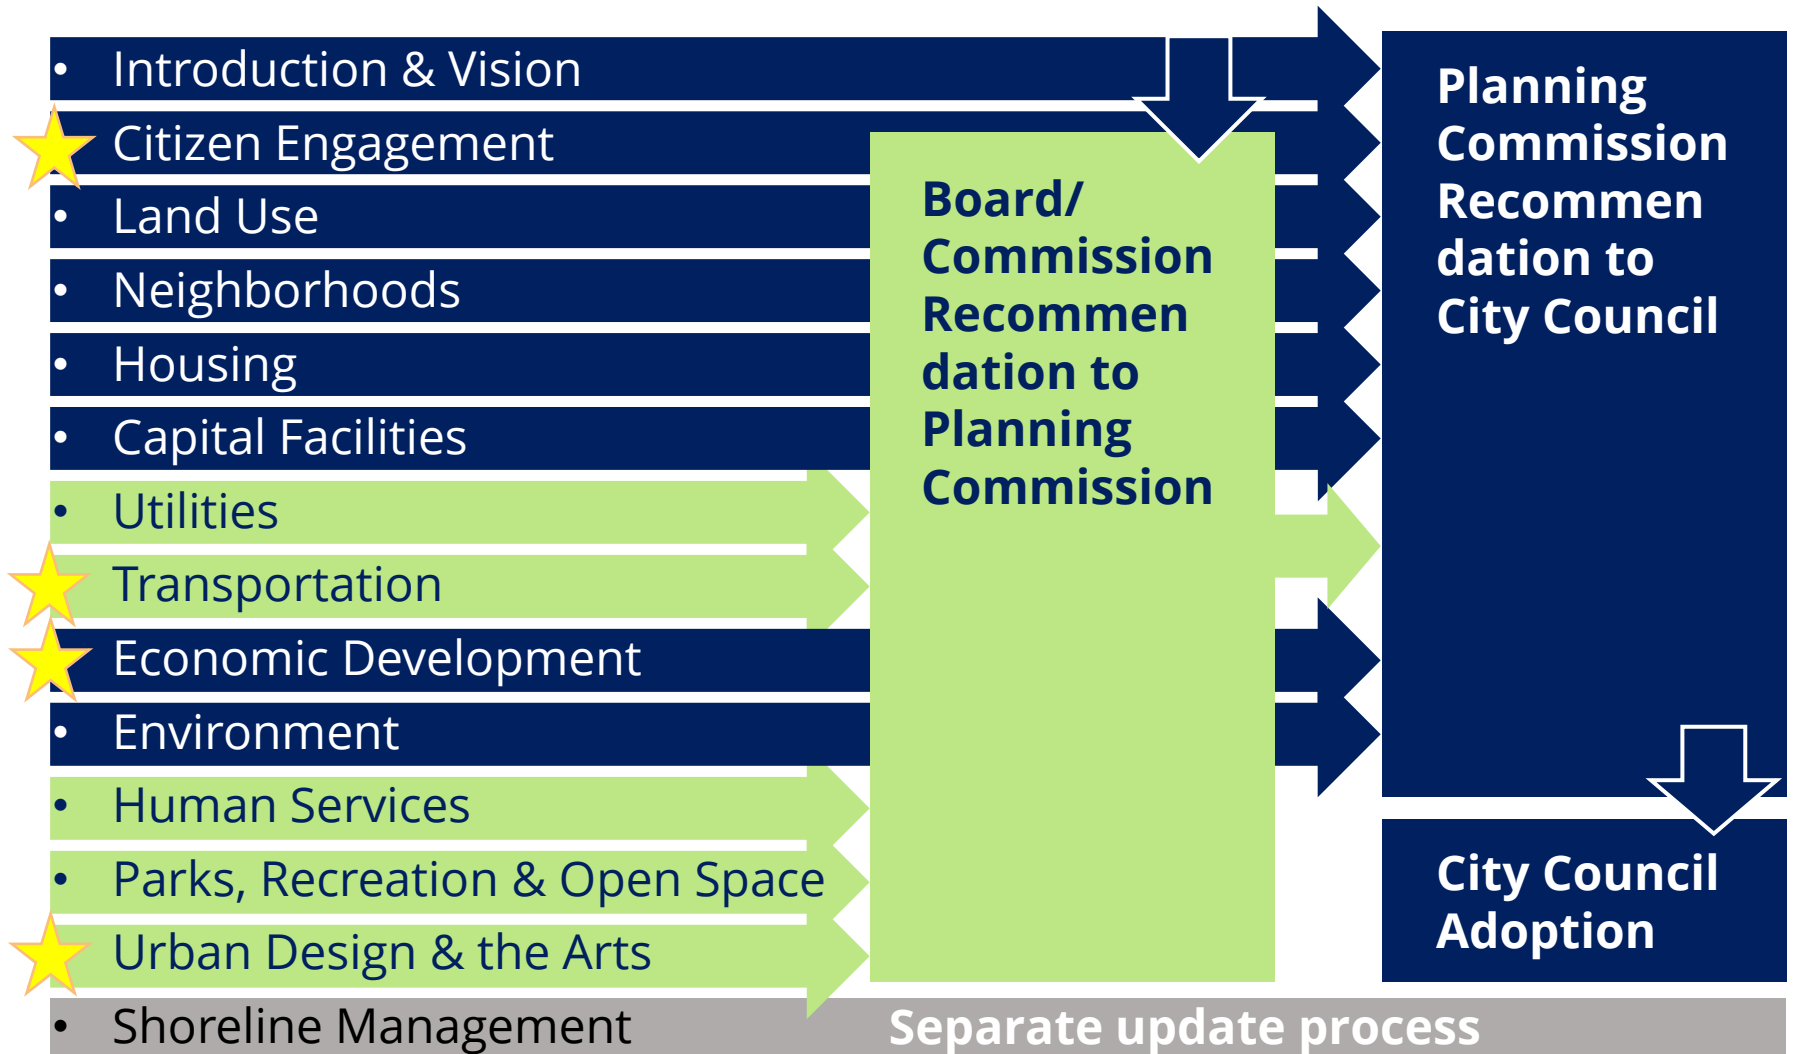 • Introduction & Vision
Citizen Engagement
• Land Use
• Neighborhoods
• Housing
• Capital Facilities
• Utilities
Transportation
Economic Development
• Environment
• Human Services
• Parks, Recreation & Open Space
Urban Design & the Arts
• Shoreline Management
Board/
Commission
Recommen
dation to
Planning
Commission
Planning
Commission
Recommen
dation to
City Council
City Council
Adoption
Separate update process